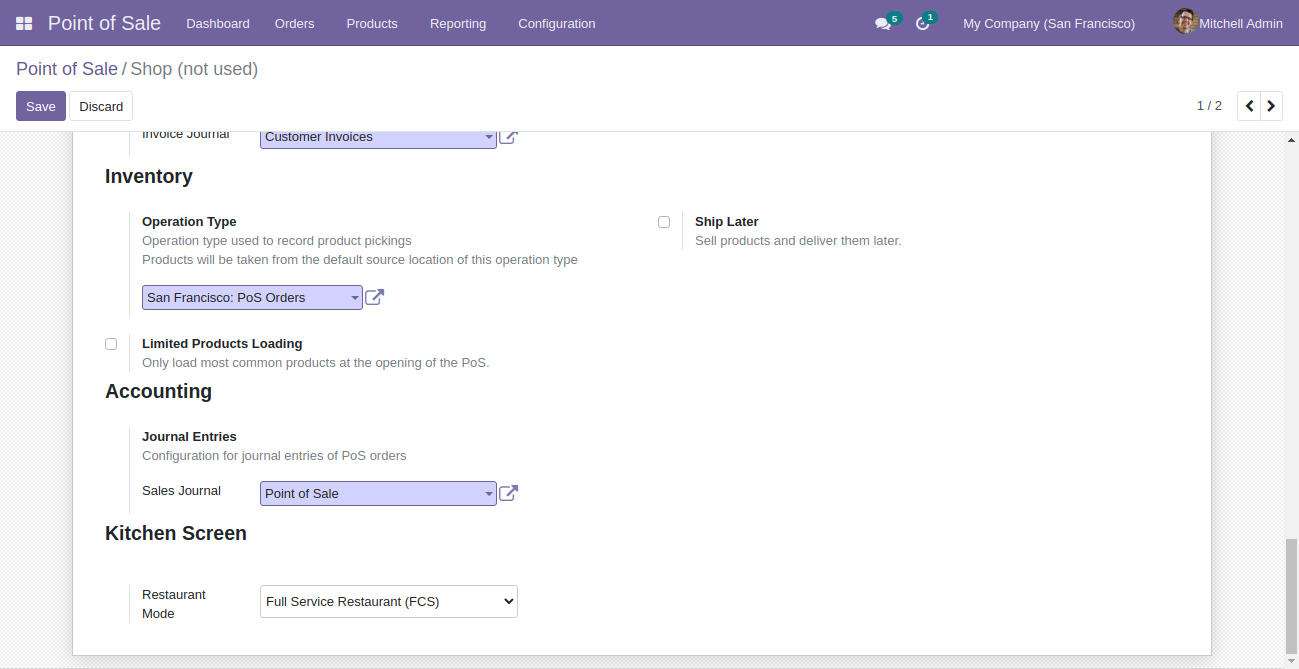 Point of Sale
Dashboard
Orders
Products
Reporting
Configuration
5
1
My Company (San Francisco)
Mitchell Admin
Point of Sale / Shop (not used)
Save
Discard
1 / 2
Invoice Journal
Customer Invoices
Inventory
Operation Type
Operation type used to record product pickings
Products will be taken from the default source location of this operation type
San Francisco: PoS Orders
Ship Later
Sell products and deliver them later.
Limited Products Loading
Only load most common products at the opening of the PoS.
Accounting
Journal Entries
Configuration for journal entries of PoS orders
Sales Journal
Point of Sale
Kitchen Screen
Restaurant
Mode
Full Service Restaurant (FCS)